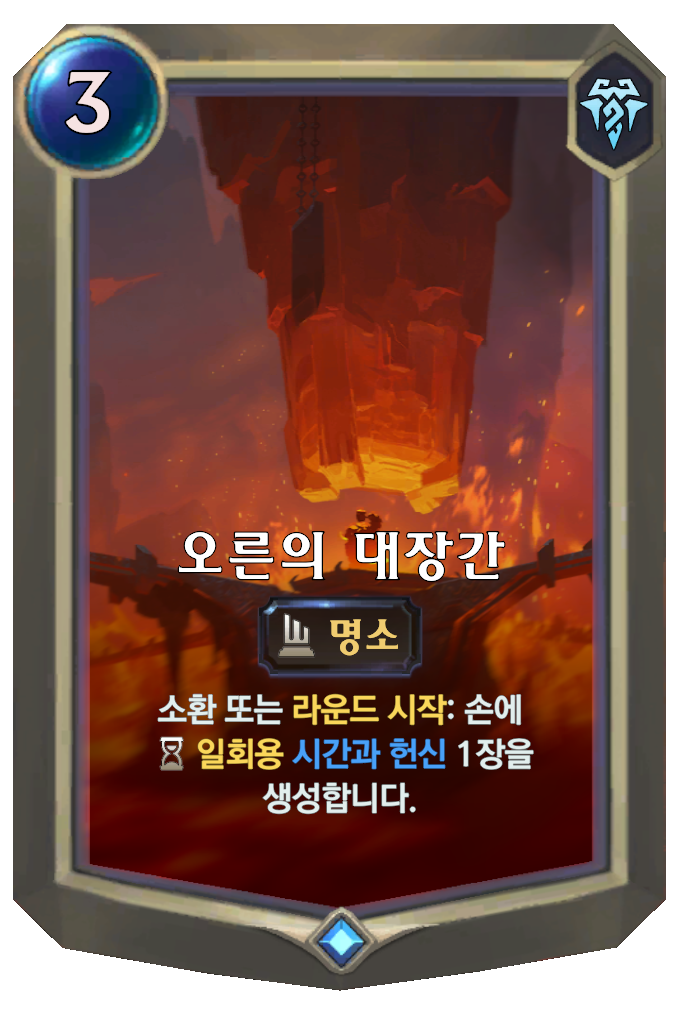 3
오른의 대장간
명소
소환 또는 라운드 시작: 손에
일회용 시간과 헌신 1장을
생성합니다.